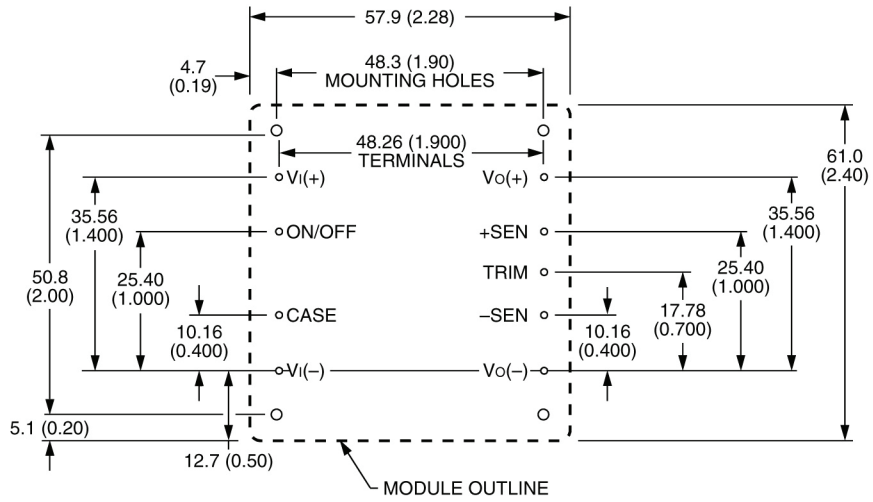 57.9 (2.28)
4.7
(0.19)
48.3 (1.90)
MOUNTING HOLES
48.26 (1.900)
TERMINALS
61.0
(2.40)
VI(+)
VO(+)
35.56
(1.400)
35.56
(1.400)
ON/OFF
+SEN
50.8
(2.00)
25.40
(1.000)
TRIM
25.40
(1.000)
17.78
(0.700)
CASE
–SEN
10.16
(0.400)
10.16
(0.400)
VI(–)
VO(–)
5.1 (0.20)
12.7 (0.50)
MODULE OUTLINE